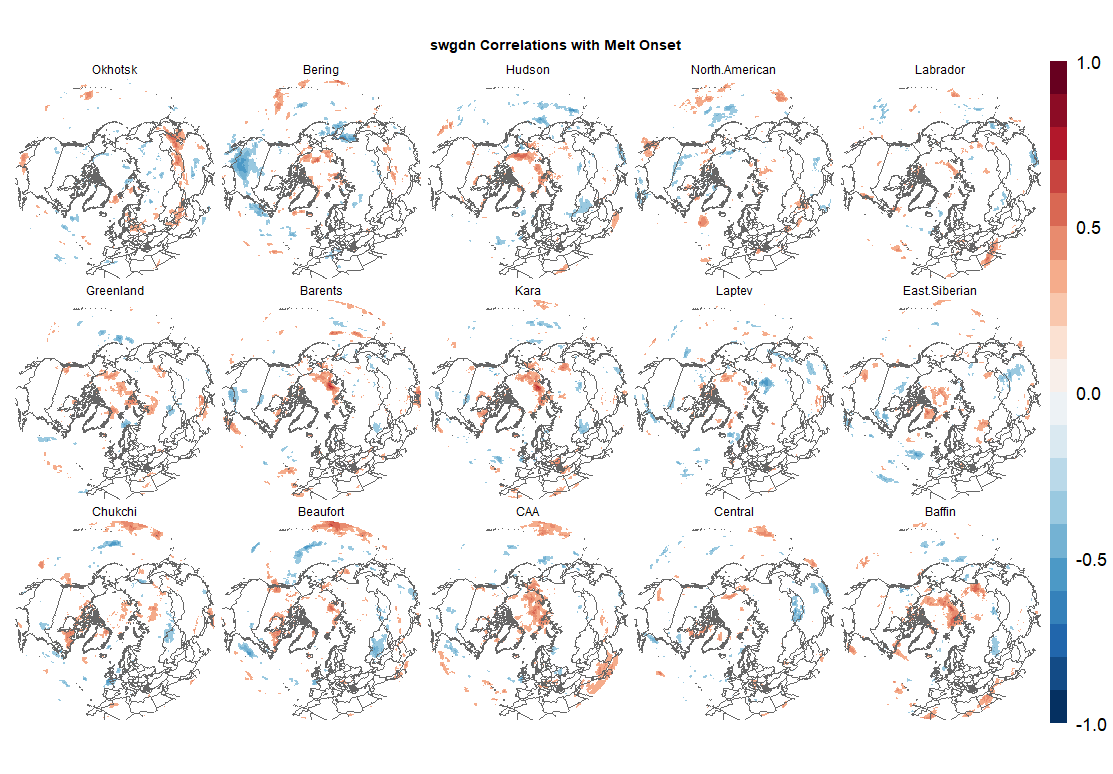 swgdn Correlations with Melt Onset
Okhotsk
Bering
Hudson
North.American
Labrador
Greenland
Barents
Kara
Laptev
East.Siberian
Chukchi
Beaufort
CAA
Central
Baffin
1.0
0.5
0.0
-0.5
-1.0